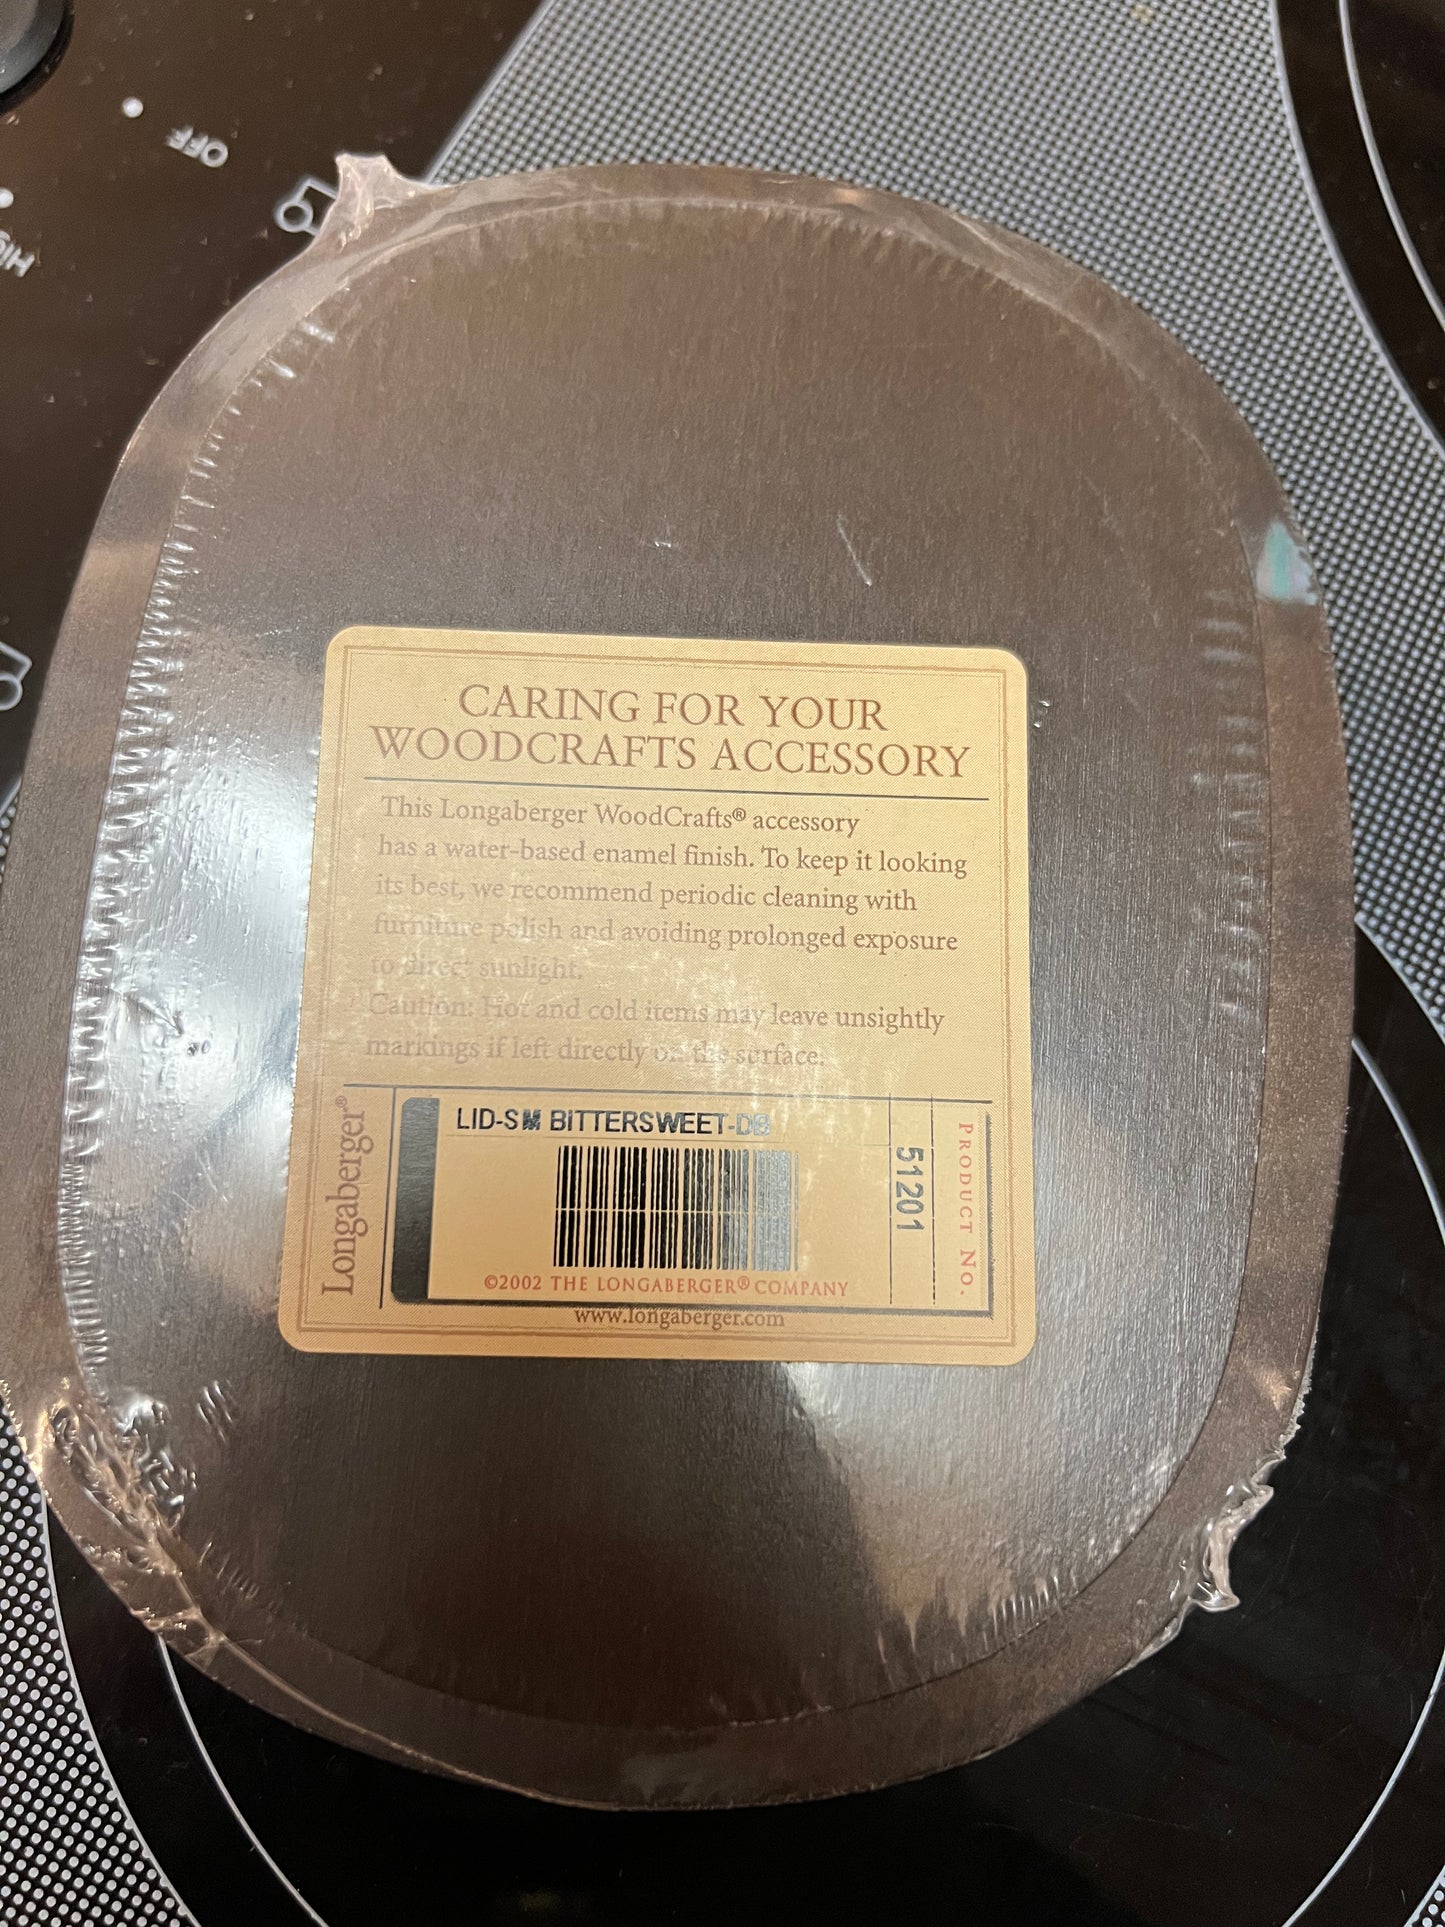 OFF
CARING FOR YOUR
WOODCRAFTS ACCESSORY
This Longaberger WoodCrafts® accessory
has a water-based enamel finish. To keep it looking
its best, we recommend periodic cleaning with
furniture polish and avoiding prolonged exposure
to direct sunlight.
Caution: Hot and cold items may leave unsightly
markings if left directly on the surface.
Longaberger®
LID-SM BITTERSWEET-DB
51201
PRODUCT NO.
©2002 THE LONGABERGER® COMPANY
www.longaberger.com